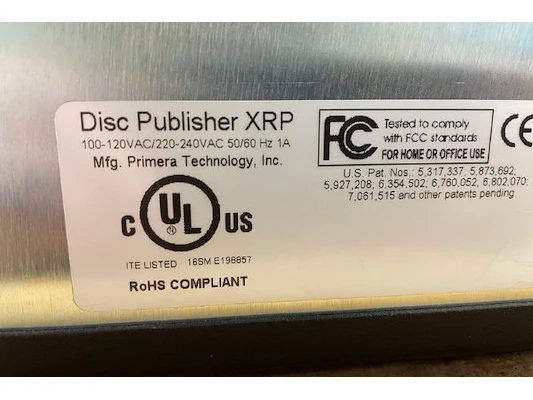 Disc Publisher XRP
100-120VAC/220-240VAC 50/60 Hz 1A
Mfg. Primera Technology, Inc.
C UL US
®
ITE LISTED 16SM E198857
RoHS COMPLIANT
FC Tested to comply
with FCC standards
FOR HOME OR OFFICE USE
CE
U.S. Pat. Nos.: 5,317,337; 5,873,692;
5,927,208; 6,354,502; 6,760,052; 6,802,070;
7,061,515 and other patents pending